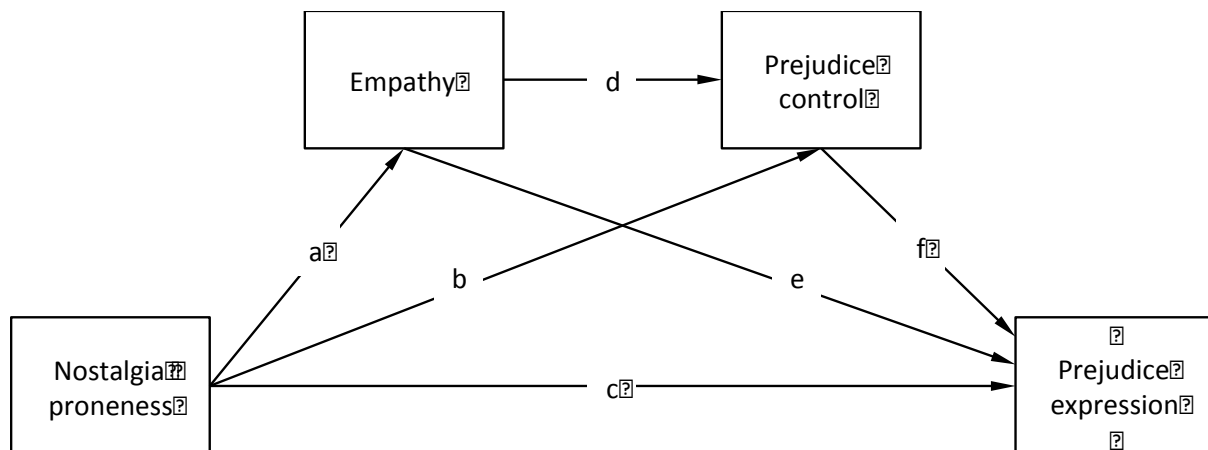 Empathy
d
Prejudice
control
a
b
e
f
Nostalgia
proneness
c
Prejudice
expression